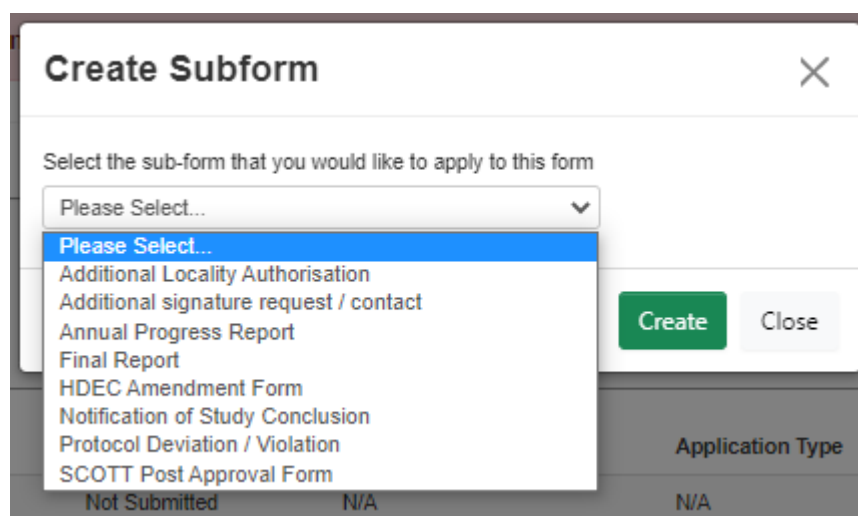 Create Subform
Select the sub-form that you would like to apply to this form
Please Select...
Please Select...
Additional Locality Authorisation
Additional signature request / contact
Annual Progress Report
Final Report
HDEC Amendment Form
Notification of Study Conclusion
Protocol Deviation / Violation
SCOTT Post Approval Form
Create
Close
Application Type
Not Submitted
N/A
N/A